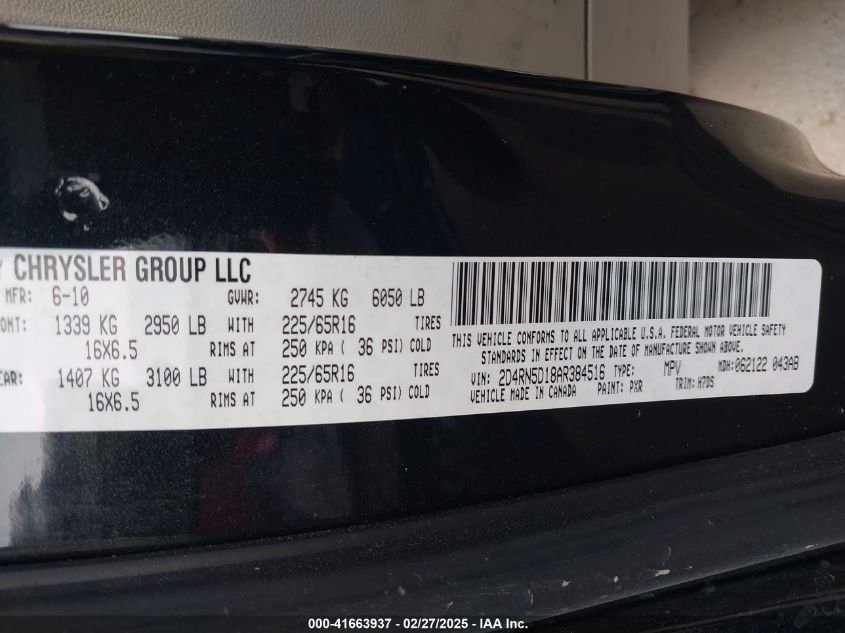 CHRYSLER GROUP LLC
MFR: 6-10 GVWR: 2745 KG 6050 LB
ONT: 1339 KG 2950 LB WITH 225/65R16 TIRES
16X6.5 RIMS AT 250 KPA ( 36 PSI) COLD
EAR: 1407 KG 3100 LB WITH 225/65R16 TIRES
16X6.5 RIMS AT 250 KPA ( 36 PSI) COLD
THIS VEHICLE CONFORMS TO ALL APPLICABLE U.S.A. FEDERAL MOTOR VEHICLE SAFETY
STANDARDS IN EFFECT ON THE DATE OF MANUFACTURE SHOWN ABOVE.
VIN: 2D4RN5D18AR384516 TYPE: MPV MDH: 062122 043AB
VEHICLE MADE IN CANADA PAINT: PXR TRIM: H7DS
000-41663937 - 02/27/2025 - IAA Inc.